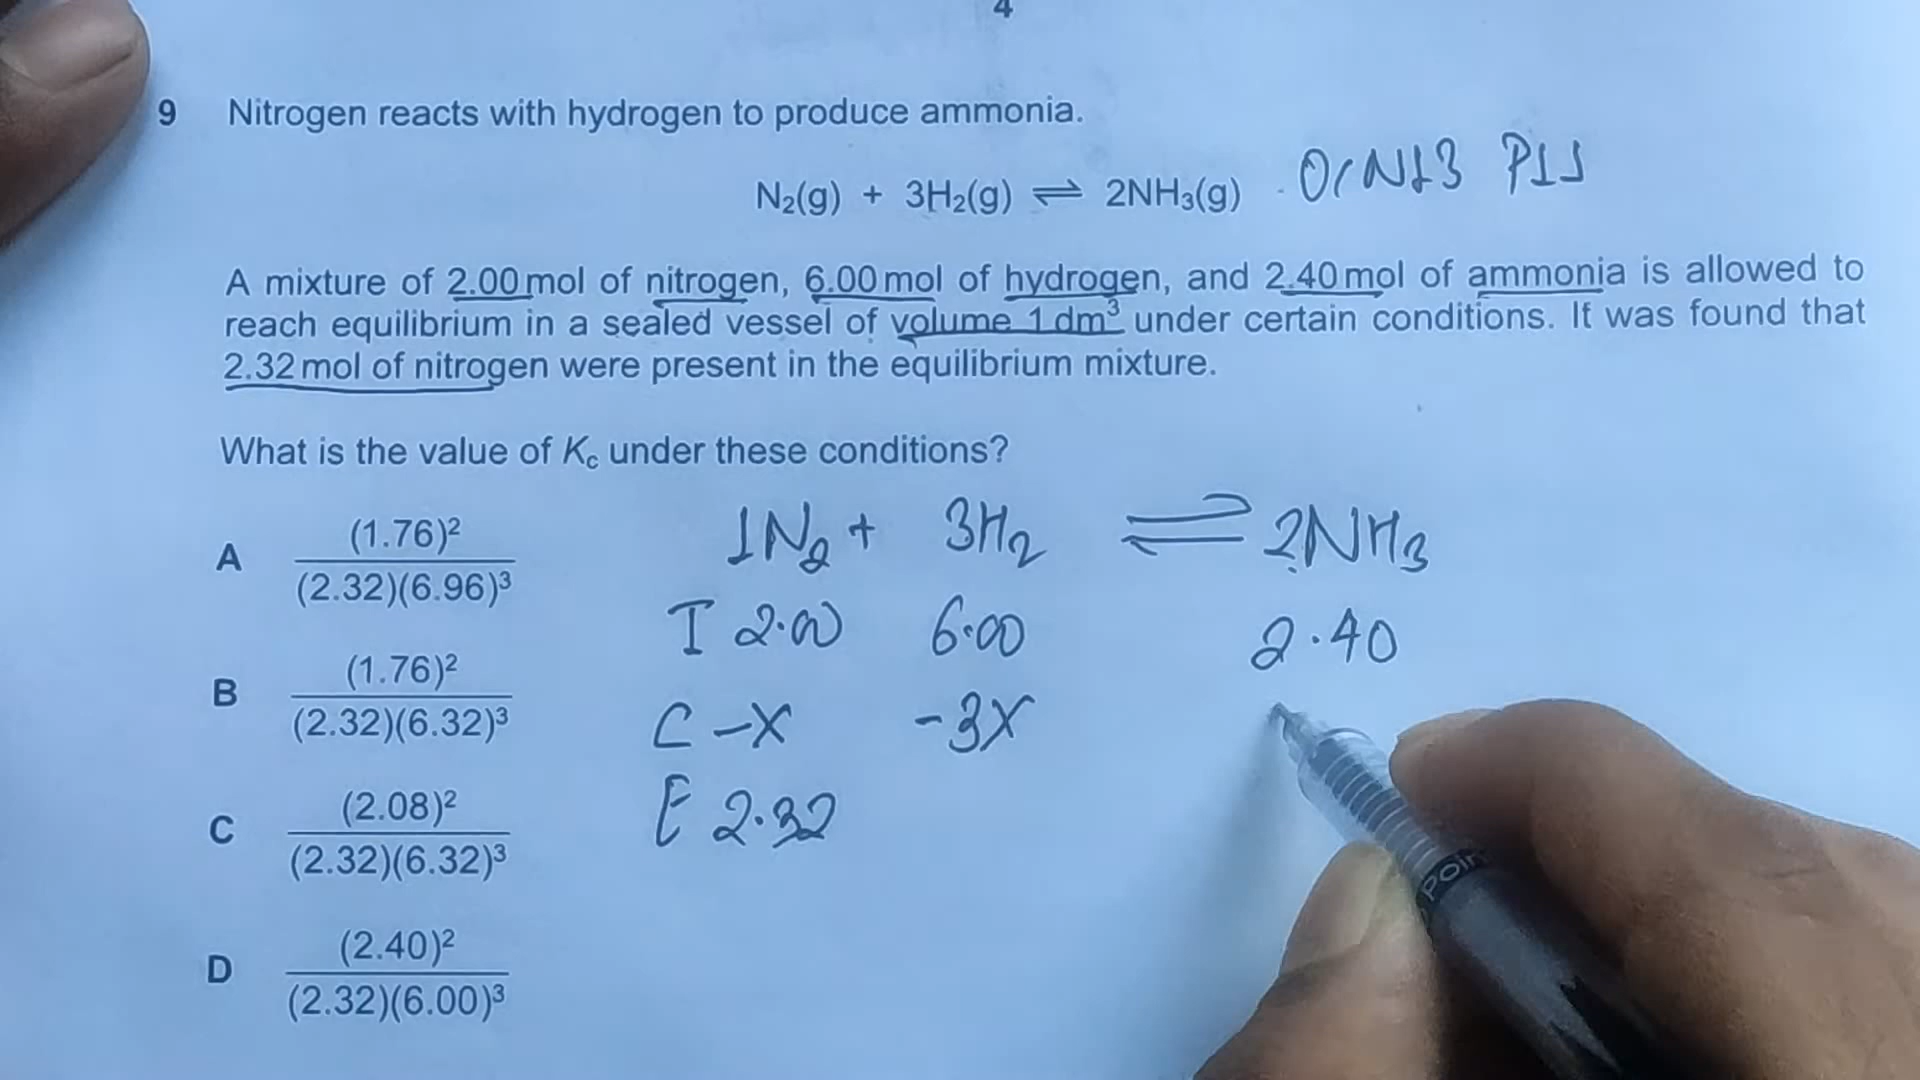 4
9 Nitrogen reacts with hydrogen to produce ammonia.
N₂(g) + 3H₂(g) ⇌ 2NH₃(g) O/N13 P11
A mixture of 2.00 mol of nitrogen, 6.00 mol of hydrogen, and 2.40 mol of ammonia is allowed to
reach equilibrium in a sealed vessel of volume 1 dm³ under certain conditions. It was found that
2.32 mol of nitrogen were present in the equilibrium mixture.
What is the value of Kc under these conditions?
A (1.76)² / (2.32)(6.96)³
B (1.76)² / (2.32)(6.32)³
C (2.08)² / (2.32)(6.32)³
D (2.40)² / (2.32)(6.00)³
1N₂ + 3H₂ ⇌ 2NH₃
I 2.00 6.00 2.40
C -X -3X
E 2.32
Poin